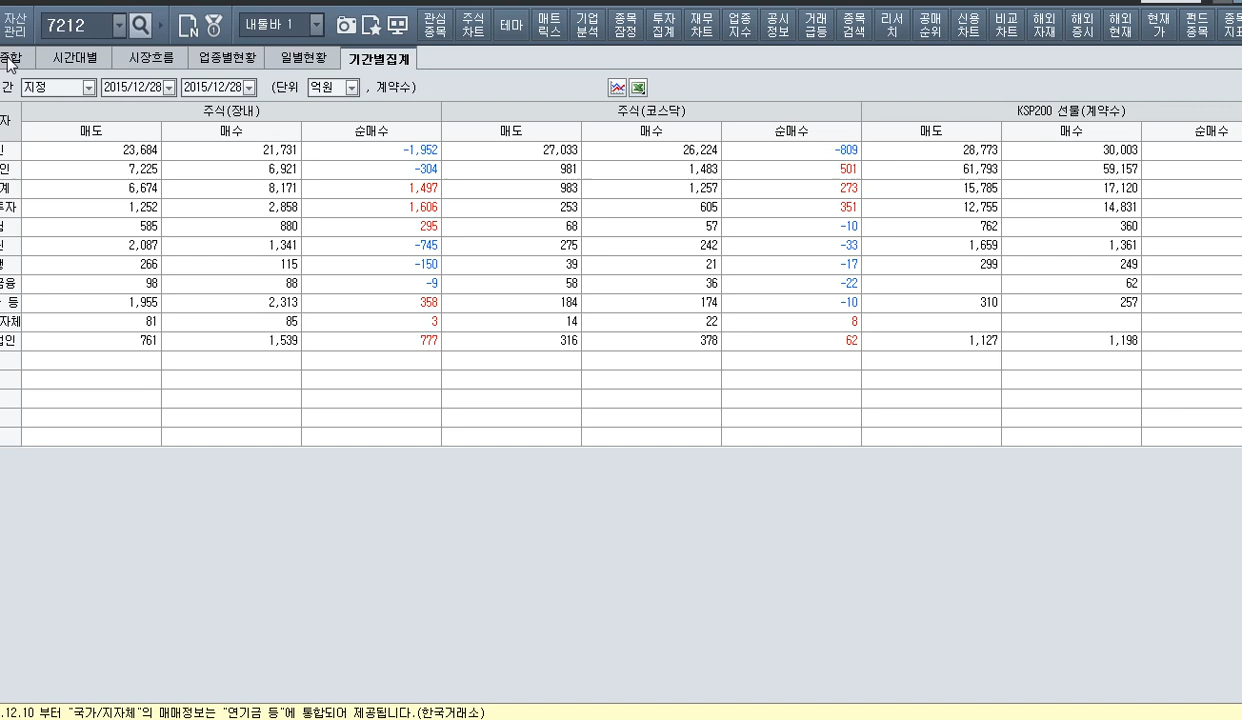 자산 관리 7212 내툴바 1 관심 종목 주식 차트 테마 매트 릭스 기업 분석 종목 잠정 투자 집계 재무 차트 업종 지수 공시 정보 거래 급등 종목 검색 리서 치 공매 순위 신용 차트 비교 차트 해외 자재 해외 증시 해외 현재 현재 가 펀드 종목 종목 지표
종합 시간대별 시장흐름 업종별현황 일별현황 기간별집계
간 지정 2015/12/28 2015/12/28 (단위 억원 , 계약수)
자 주식(장내) 주식(코스닥) KSP200 선물(계약수)
매도 매수 순매수 매도 매수 순매수 매도 매수 순매수
인 23,684 21,731 -1,952 27,033 26,224 -809 28,773 30,003
인 7,225 6,921 -304 981 1,483 501 61,793 59,157
계 6,674 8,171 1,497 983 1,257 273 15,785 17,120
투자 1,252 2,858 1,606 253 605 351 12,755 14,831
험 585 880 295 68 57 -10 762 360
신 2,087 1,341 -745 275 242 -33 1,659 1,361
행 266 115 -150 39 21 -17 299 249
금융 98 88 -9 58 36 -22 62
등 1,955 2,313 358 184 174 -10 310 257
자체 81 85 3 14 22 8
법인 761 1,539 777 316 378 62 1,127 1,198
.12.10 부터 "국가/지자체"의 매매정보는 "연기금 등"에 통합되어 제공됩니다.(한국거래소)